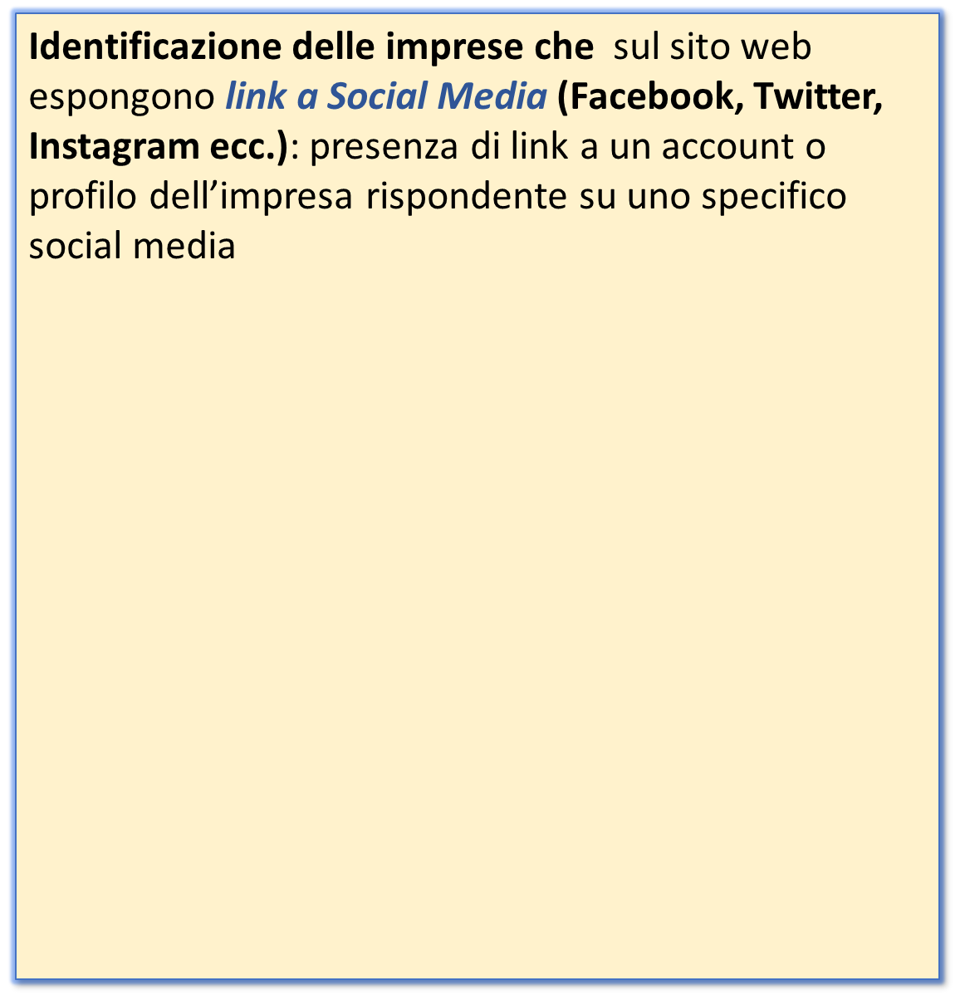 Identificazione delle imprese che  sul sito web
espongono link a Social Media (Facebook, Twitter,
Instagram ecc.): presenza di link a un account o
profilo dell’impresa rispondente su uno specifico
social media